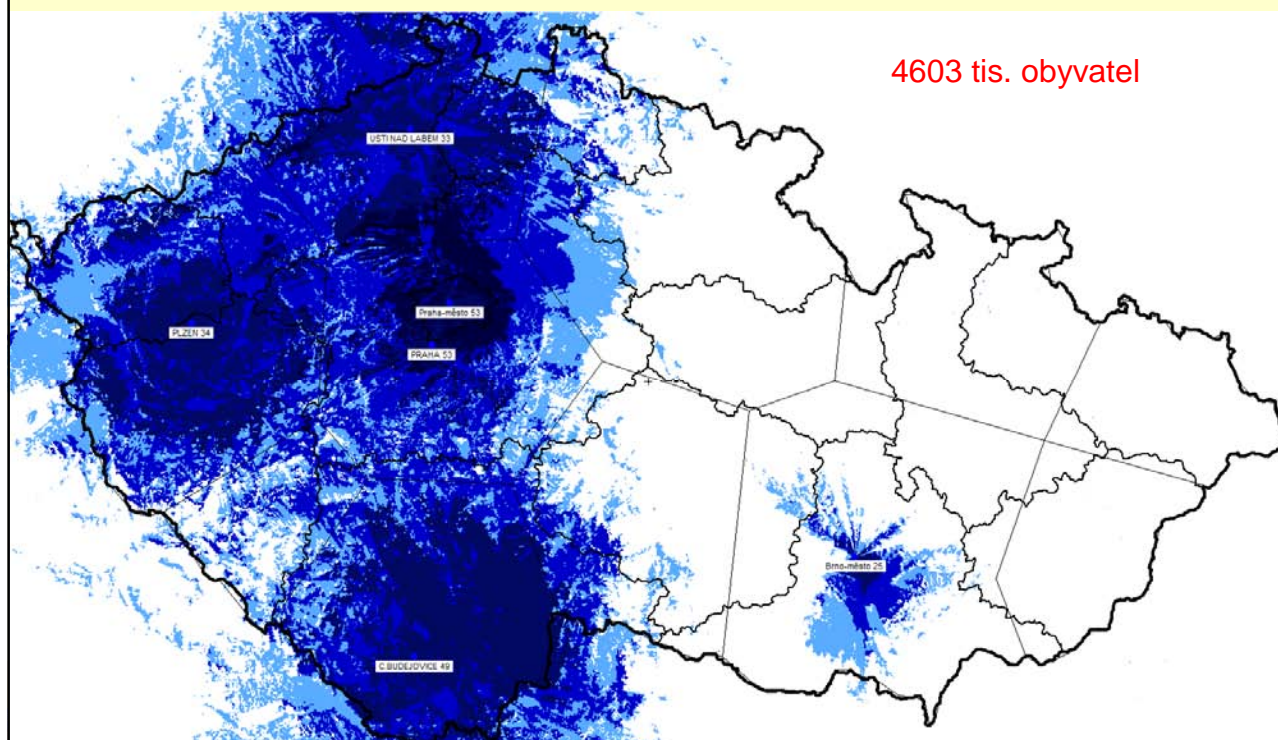 4603 tis. obyvatel
USTI NAD LABEM 33
Praha-město 53
PLZEN 34
PRAHA 53
Brno-město 25
C.BUDEJOVICE 49